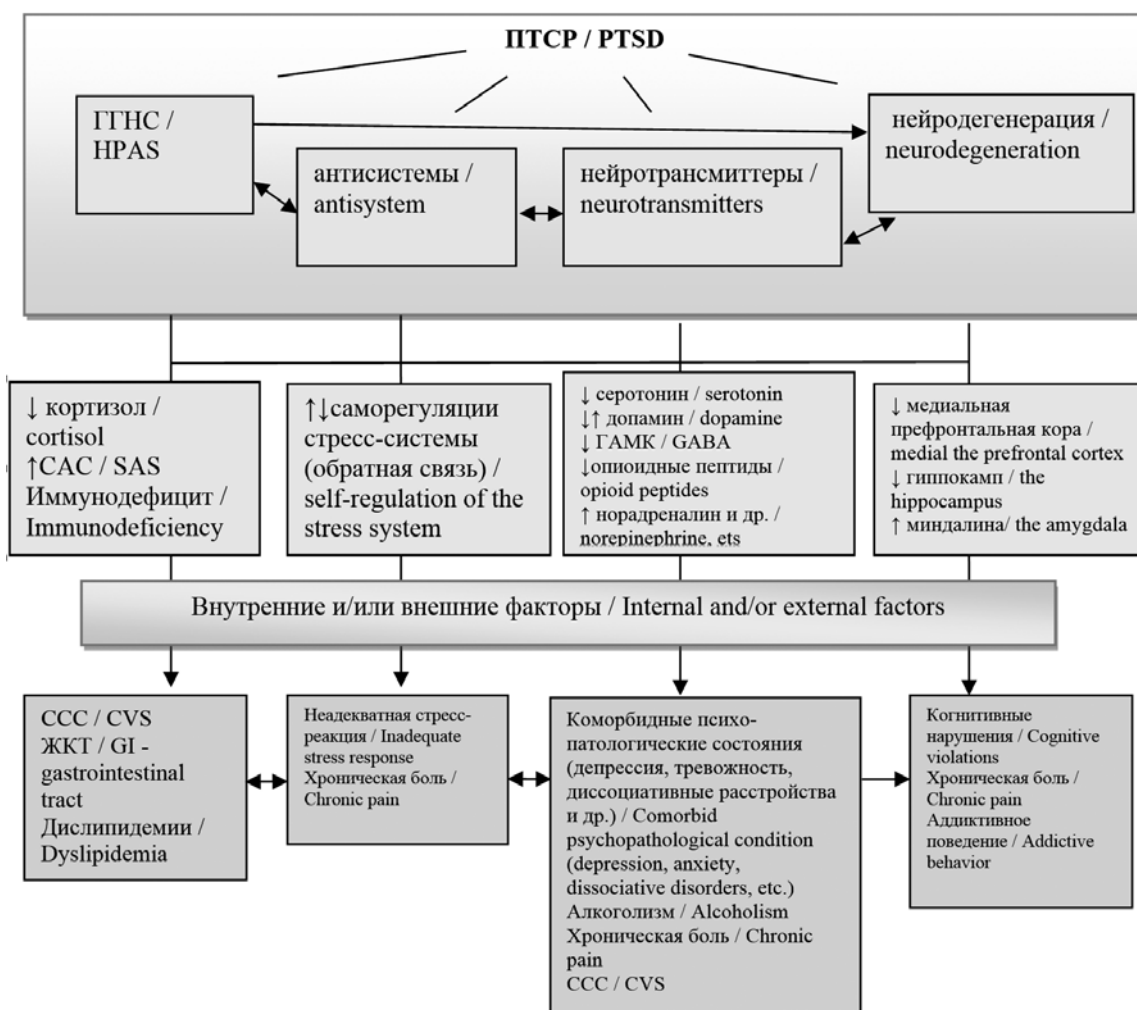 ПТСР / PTSD
ГГНС /
HPAS
антисистемы /
antisystem
нейротрансмиттеры /
neurotransmitters
нейродегенерация /
neurodegeneration
↓ кортизол /
cortisol
↑САС / SAS
Иммунодефицит /
Immunodeficiency
↑↓саморегуляции
стресс-системы
(обратная связь) /
self-regulation of the
stress system
↓ серотонин / serotonin
↓↑ допамин / dopamine
↓ ГАМК / GABA
↓опиоидные пептиды /
opioid peptides
↑ норадреналин и др. /
norepinephrine, ets
↓ медиальная
префронтальная кора /
medial the prefrontal cortex
↓ гиппокамп / the
hippocampus
↑ миндалина/ the amygdala
Внутренние и/или внешние факторы / Internal and/or external factors
ССС / CVS
ЖКТ / GI -
gastrointestinal
tract
Дислипидемии /
Dyslipidemia
Неадекватная стресс-
реакция / Inadequate
stress response
Хроническая боль /
Chronic pain
Коморбидные психо-
патологические состояния
(депрессия, тревожность,
диссоциативные расстройства
и др.) / Comorbid
psychopathological condition
(depression, anxiety,
dissociative disorders, etc.)
Алкоголизм / Alcoholism
Хроническая боль / Chronic
pain
ССС / CVS
Когнитивные
нарушения / Cognitive
violations
Хроническая боль /
Chronic pain
Аддиктивное
поведение / Addictive
behavior